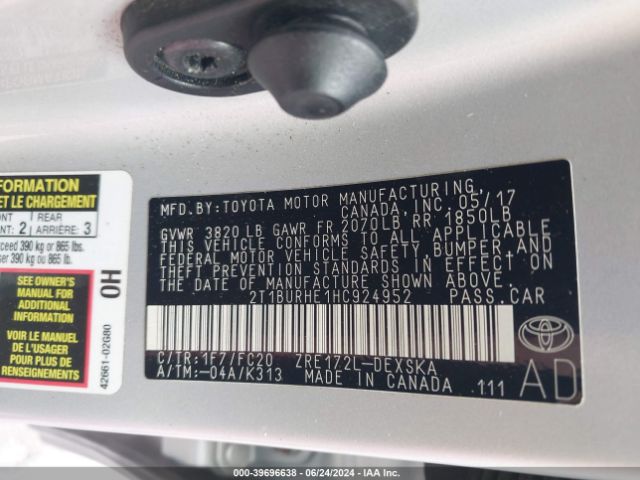 FORMATION
ET LE CHARGEMENT
ONT
REAR
ANT: 2
ARRIÈRE: 3
exceed 390 kg or 865 lbs.
ser 390 kg ou 865 lb.
SEE OWNER'S
MANUAL FOR
ADDITIONAL
INFORMATION
VOIR LE MANUEL
DE L'USAGER
POUR PLUS DE
RENSEIGNEMENTS
OH
42661-02G80
MFD. BY: TOYOTA MOTOR MANUFACTURING,
CANADA, INC. 05/17
GVWR 3820 LB GAWR FR 2070LB RR 1850LB
THIS VEHICLE CONFORMS TO ALL APPLICABLE
FEDERAL MOTOR VEHICLE SAFETY, BUMPER AND
THEFT PREVENTION STANDARDS IN EFFECT ON
THE DATE OF MANUFACTURE SHOWN ABOVE.
2T1BURHE1HC924952 PASS.CAR
C/TR:1F7/FC20 ZRE172L-DEXSKA
A/TM:-04A/K313 MADE IN CANADA 111
TOYOTA
AD
000-39696638 - 06/24/2024 - IAA Inc.